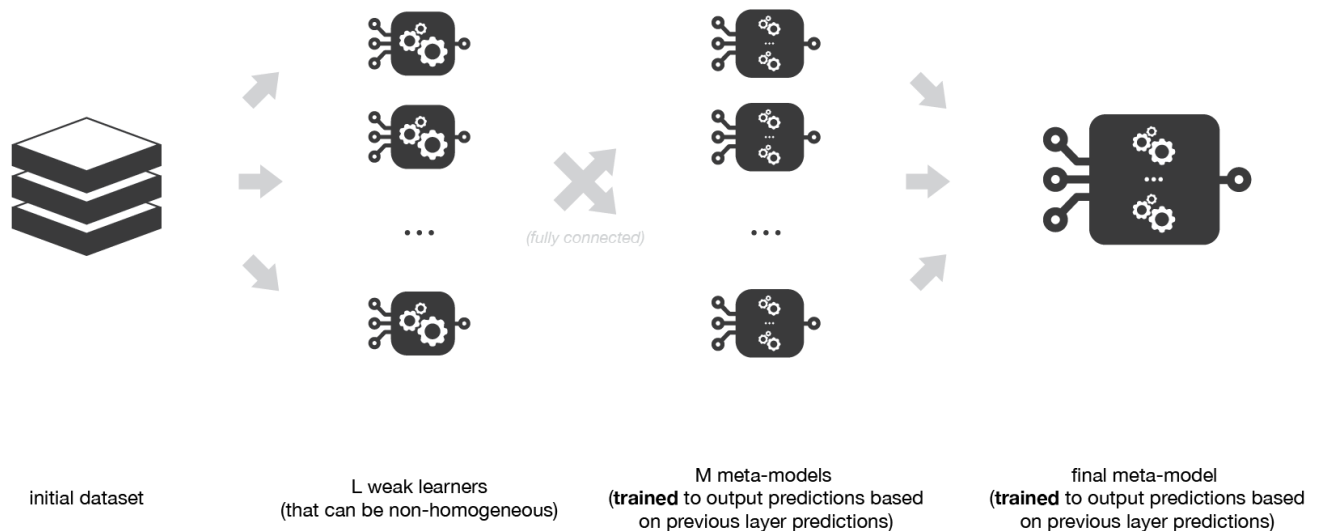 (fully connected)
initial dataset
L weak learners
(that can be non-homogeneous)
M meta-models
(trained to output predictions based
on previous layer predictions)
final meta-model
(trained to output predictions based
on previous layer predictions)